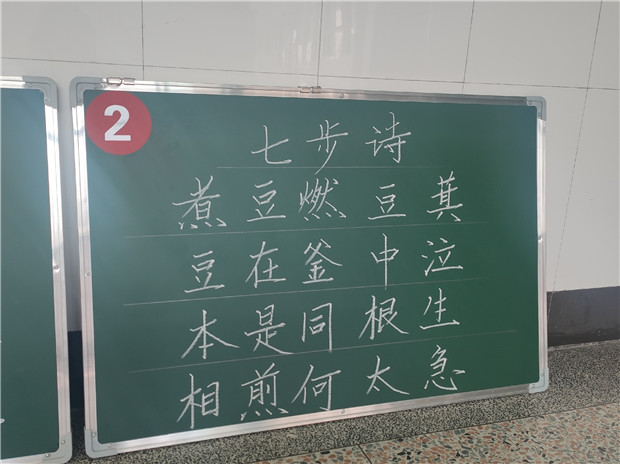 2
七步诗
煮豆燃豆萁
豆在釜中泣
本是同根生
相煎何太急